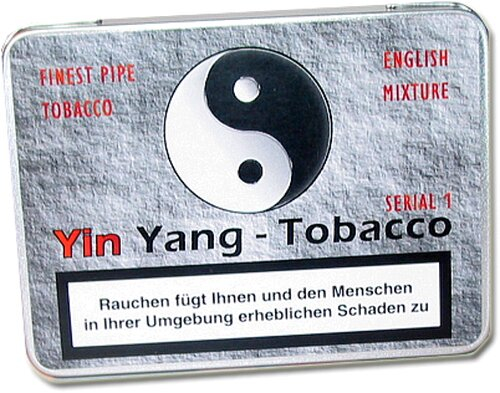 FINEST PIPE
TOBACCO
ENGLISH
MIXTURE
SERIAL 1
Yin Yang - Tobacco
Rauchen fügt Ihnen und den Menschen
in Ihrer Umgebung erheblichen Schaden zu